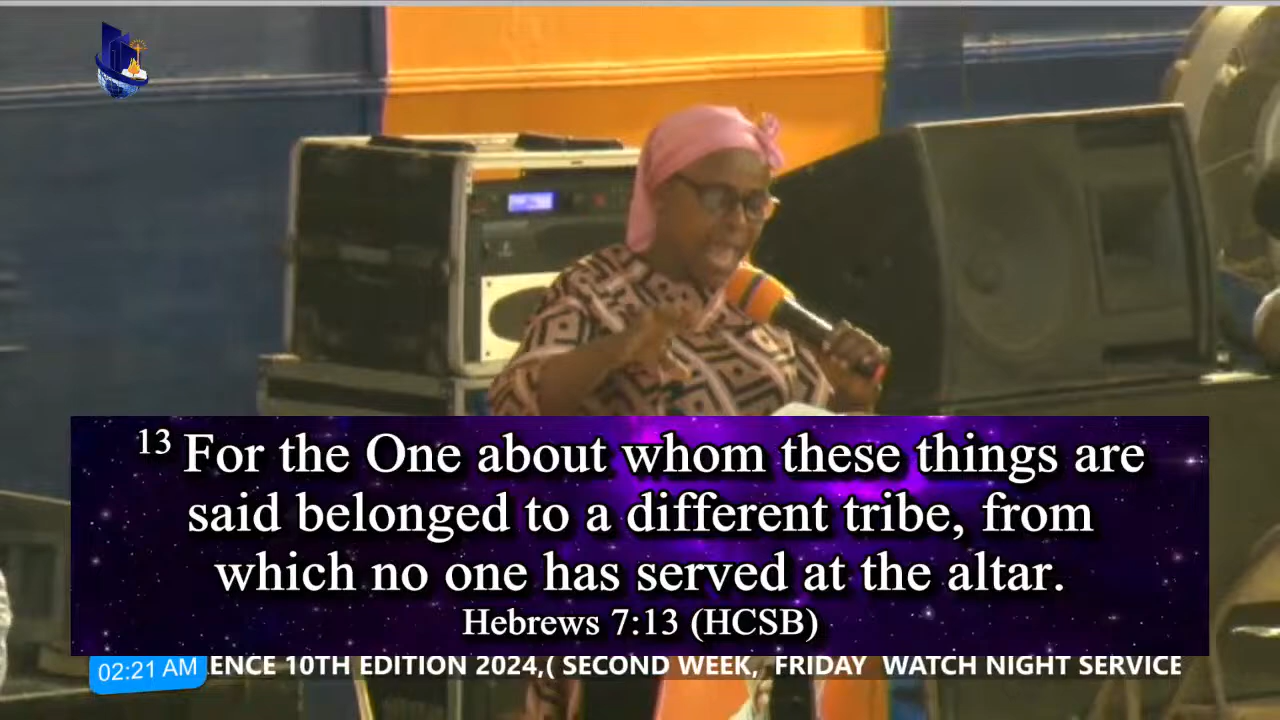 13 For the One about whom these things are
said belonged to a different tribe, from
which no one has served at the altar.
Hebrews 7:13 (HCSB)
02:21 AM
ENCE 10TH EDITION 2024,( SECOND WEEK, FRIDAY WATCH NIGHT SERVICE